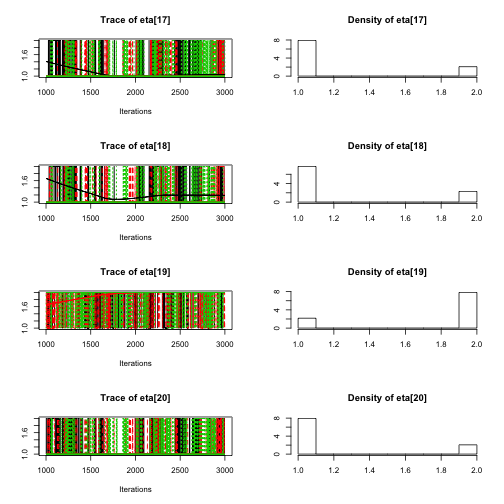 Trace of eta[17]
Density of eta[17]
1.0 1.6
1000 1500 2000 2500 3000
Iterations
0 4 8
1.0 1.2 1.4 1.6 1.8 2.0
Trace of eta[18]
Density of eta[18]
1.0 1.6
1000 1500 2000 2500 3000
Iterations
0 4
1.0 1.2 1.4 1.6 1.8 2.0
Trace of eta[19]
Density of eta[19]
1.0 1.6
1000 1500 2000 2500 3000
Iterations
0 4 8
1.0 1.2 1.4 1.6 1.8 2.0
Trace of eta[20]
Density of eta[20]
1.0 1.6
1000 1500 2000 2500 3000
Iterations
0 4 8
1.0 1.2 1.4 1.6 1.8 2.0